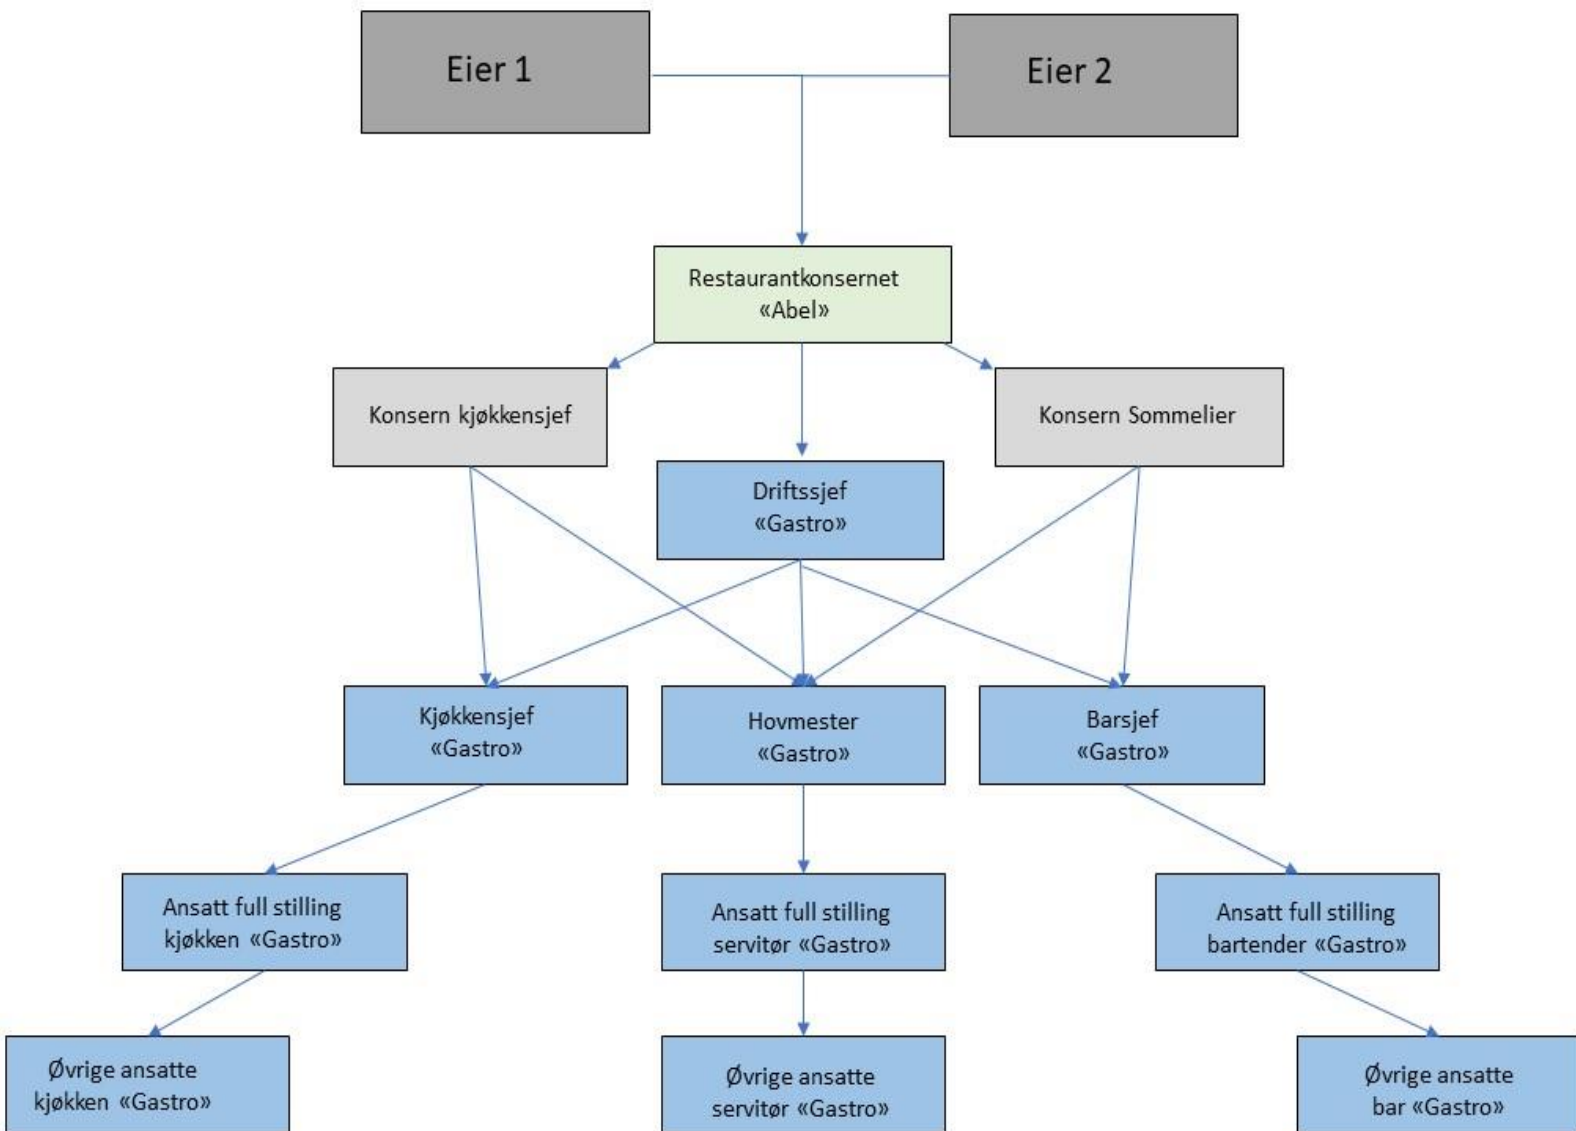 Eier 1
Eier 2
Restaurantkonsernet
«Abel»
Konsern kjøkkensjef
Konsern Sommelier
Driftssjef
«Gastro»
Kjøkkensjef
«Gastro»
Hovmester
«Gastro»
Barsjef
«Gastro»
Ansatt full stilling
kjøkken «Gastro»
Ansatt full stilling
servitør «Gastro»
Ansatt full stilling
bartender «Gastro»
Øvrige ansatte
kjøkken «Gastro»
Øvrige ansatte
servitør «Gastro»
Øvrige ansatte
bar «Gastro»